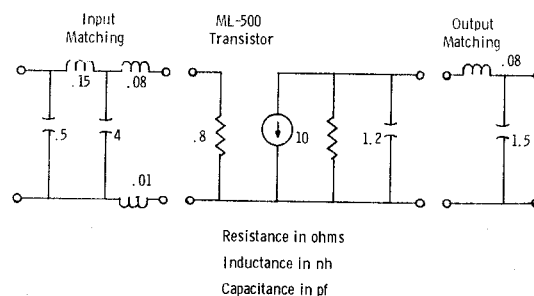 Input
Matching
ML-500
Transistor
Output
Matching
.15
.08
.5
4
.01
.8
10
1.2
.08
1.5
Resistance in ohms
Inductance in nh
Capacitance in pf